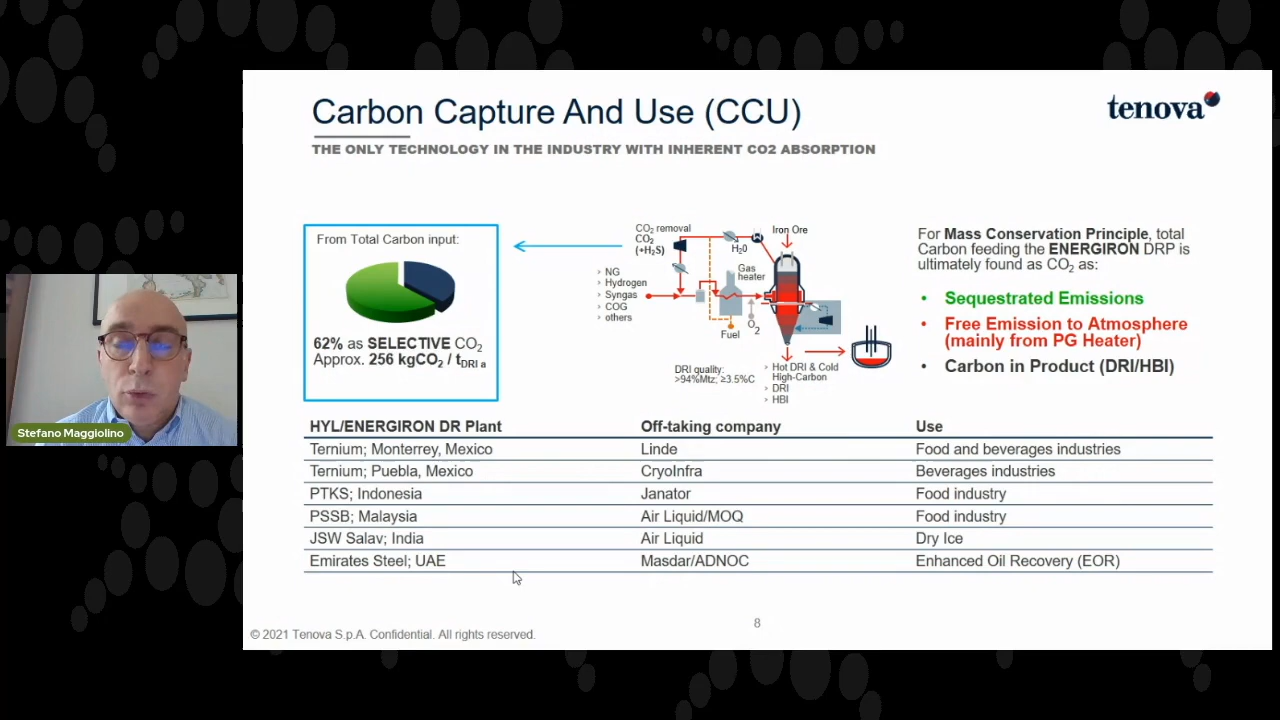 Carbon Capture And Use (CCU)
tenova
THE ONLY TECHNOLOGY IN THE INDUSTRY WITH INHERENT CO2 ABSORPTION
From Total Carbon input:
62% as SELECTIVE CO2
Approx. 256 kgCO2 / tDRI a
CO2 removal
CO2
(+H2S)
Iron Ore
H20
Gas
heater
NG
Hydrogen
Syngas
COG
others
O2
Fuel
DRI quality:
>94%Mtz; ≥3.5%C
Hot DRI & Cold
High-Carbon
DRI
HBI
For Mass Conservation Principle, total
Carbon feeding the ENERGIRON DRP is
ultimately found as CO2 as:
• Sequestrated Emissions
• Free Emission to Atmosphere
(mainly from PG Heater)
• Carbon in Product (DRI/HBI)
Stefano Maggiolino
HYL/ENERGIRON DR Plant Off-taking company Use
Ternium; Monterrey, Mexico Linde Food and beverages industries
Ternium; Puebla, Mexico CryoInfra Beverages industries
PTKS; Indonesia Janator Food industry
PSSB; Malaysia Air Liquid/MOQ Food industry
JSW Salav; India Air Liquid Dry Ice
Emirates Steel; UAE Masdar/ADNOC Enhanced Oil Recovery (EOR)
8
© 2021 Tenova S.p.A. Confidential. All rights reserved.